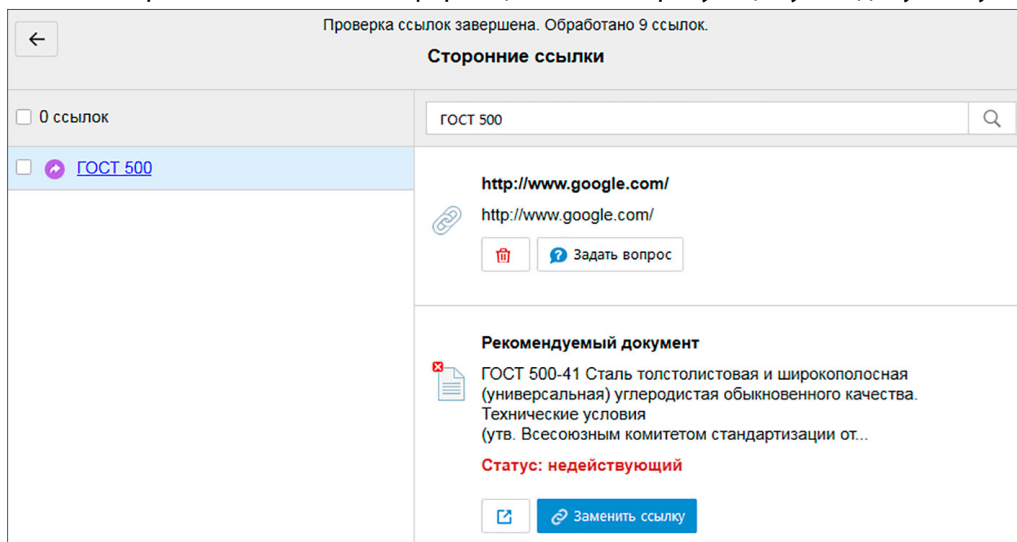 Проверка ссылок завершена. Обработано 9 ссылок.
Сторонние ссылки
0 ссылок
ГОСТ 500
ГОСТ 500
http://www.google.com/
http://www.google.com/
Задать вопрос
Рекомендуемый документ
ГОСТ 500-41 Сталь толстолистовая и широкополосная
(универсальная) углеродистая обыкновенного качества.
Технические условия
(утв. Всесоюзным комитетом стандартизации от...
Статус: недействующий
Заменить ссылку